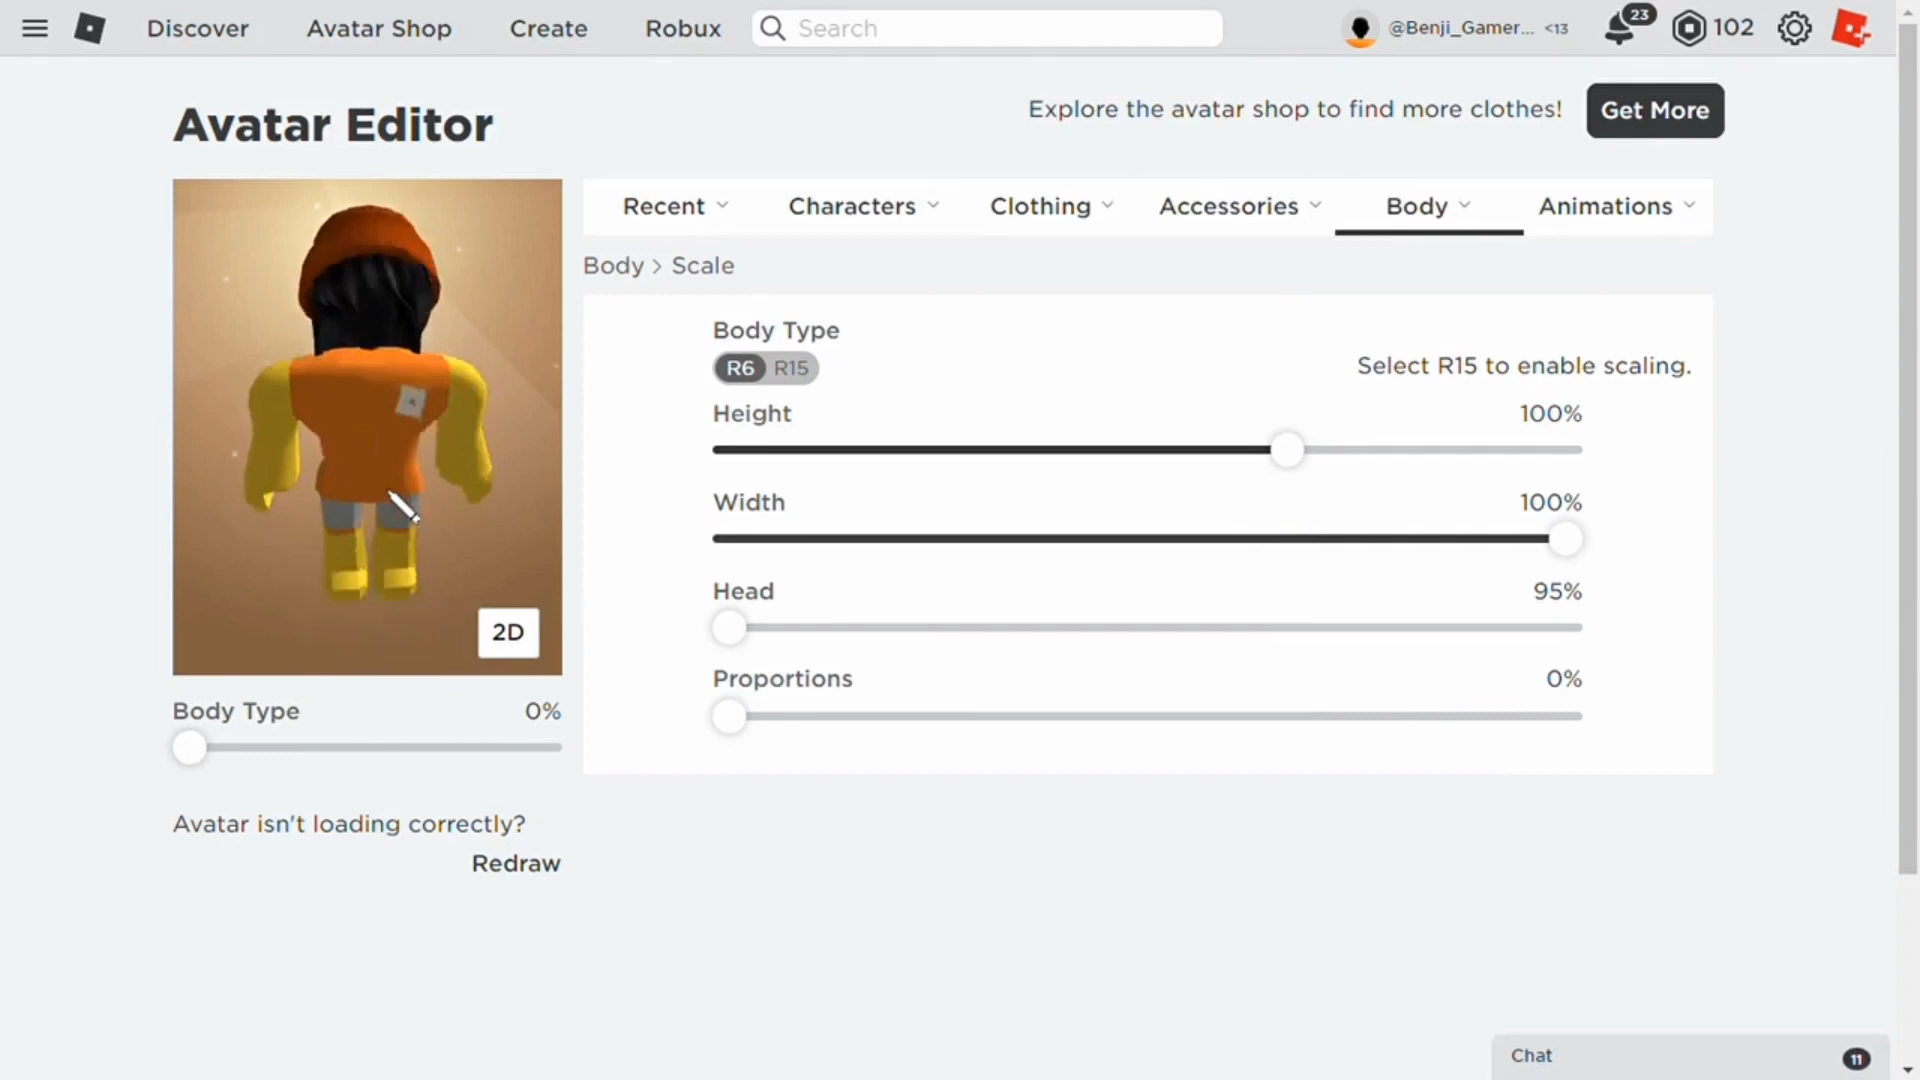 Discover Avatar Shop Create Robux Search @Benji_Gamer... <13 23 102
Avatar Editor
Explore the avatar shop to find more clothes! Get More
Recent Characters Clothing Accessories Body Animations
Body > Scale
Body Type
R6 R15
Select R15 to enable scaling.
Height 100%
Width 100%
Head 95%
Proportions 0%
2D
Body Type 0%
Avatar isn't loading correctly?
Redraw
Chat 11